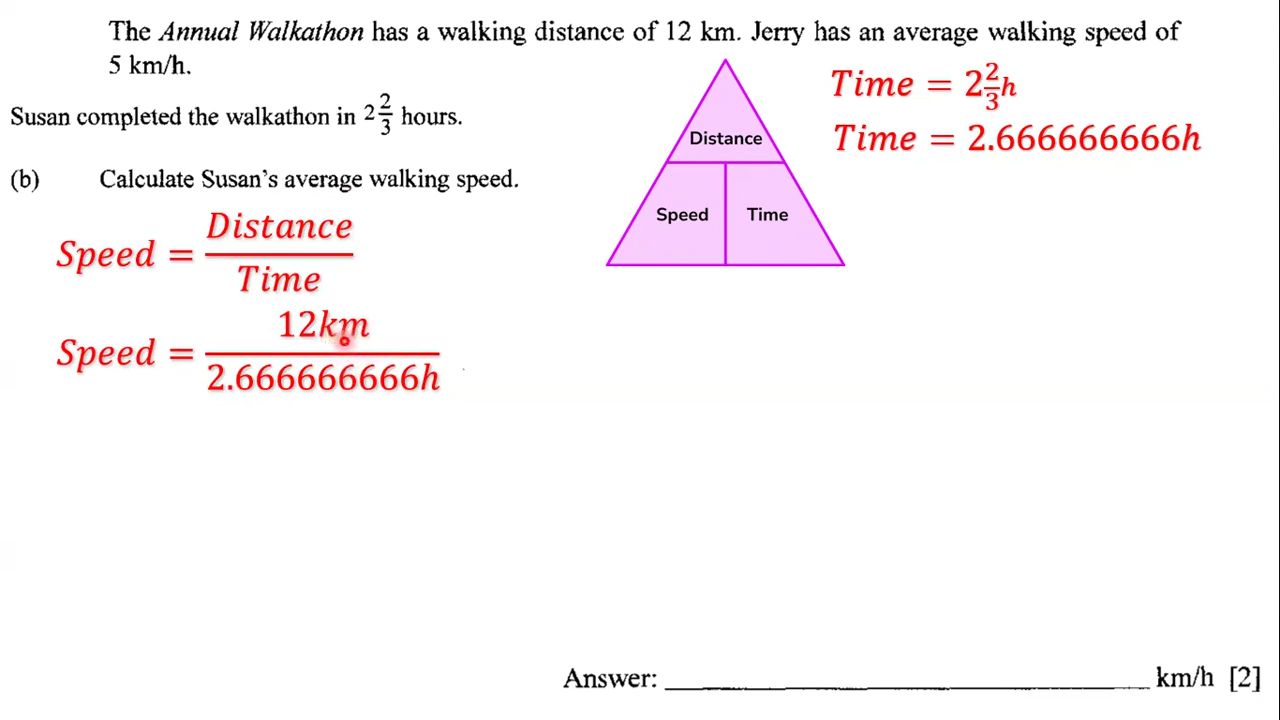 The Annual Walkathon has a walking distance of 12 km. Jerry has an average walking speed of
5 km/h.
Susan completed the walkathon in 2 2/3 hours.
(b) Calculate Susan's average walking speed.
Speed = Distance/Time
Speed = 12km/2.666666666h
Distance
Speed Time
Time = 2 2/3 h
Time = 2.666666666h
Answer: ______________________ km/h [2]